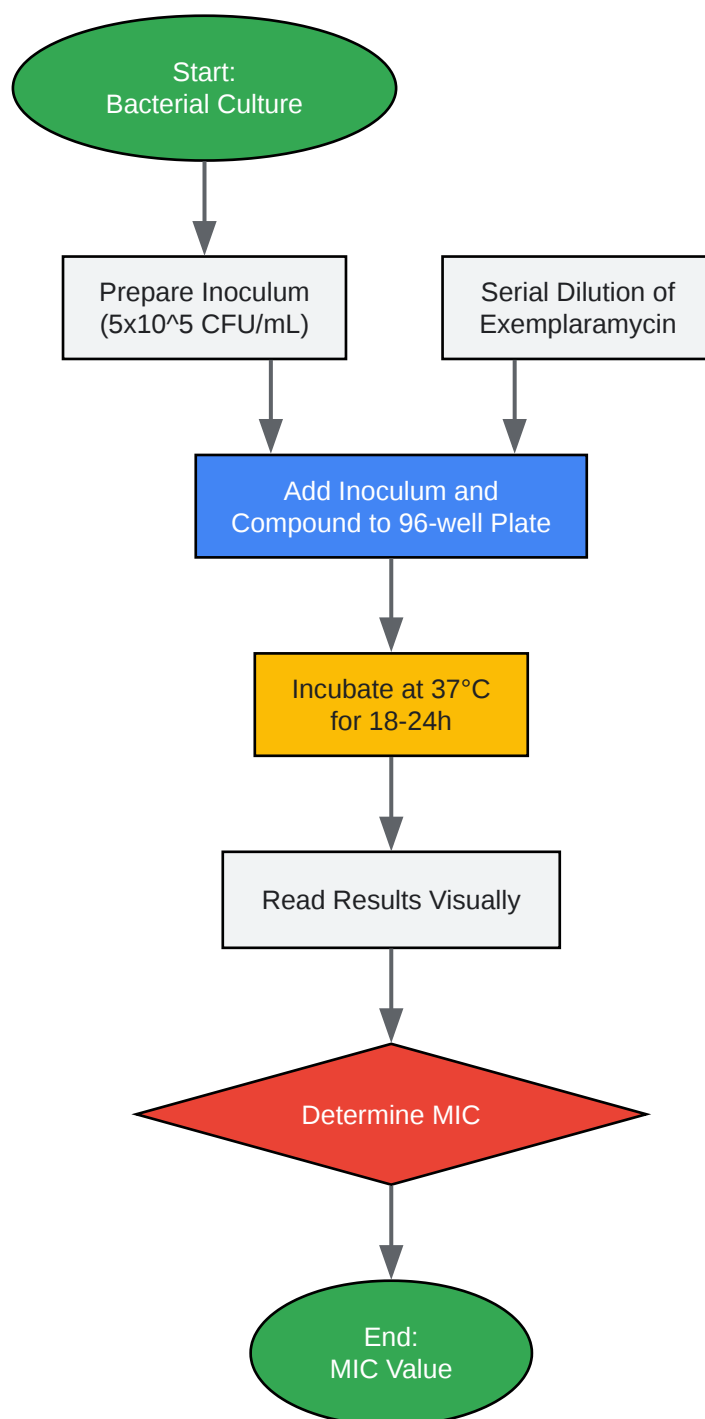 Start:
Bacterial Culture
Prepare Inoculum
(5x10^5 CFU/mL)
Serial Dilution of
Exemplaramycin
Add Inoculum and
Compound to 96-well Plate
Incubate at 37°C
for 18-24h
Read Results Visually
Determine MIC
End:
MIC Value